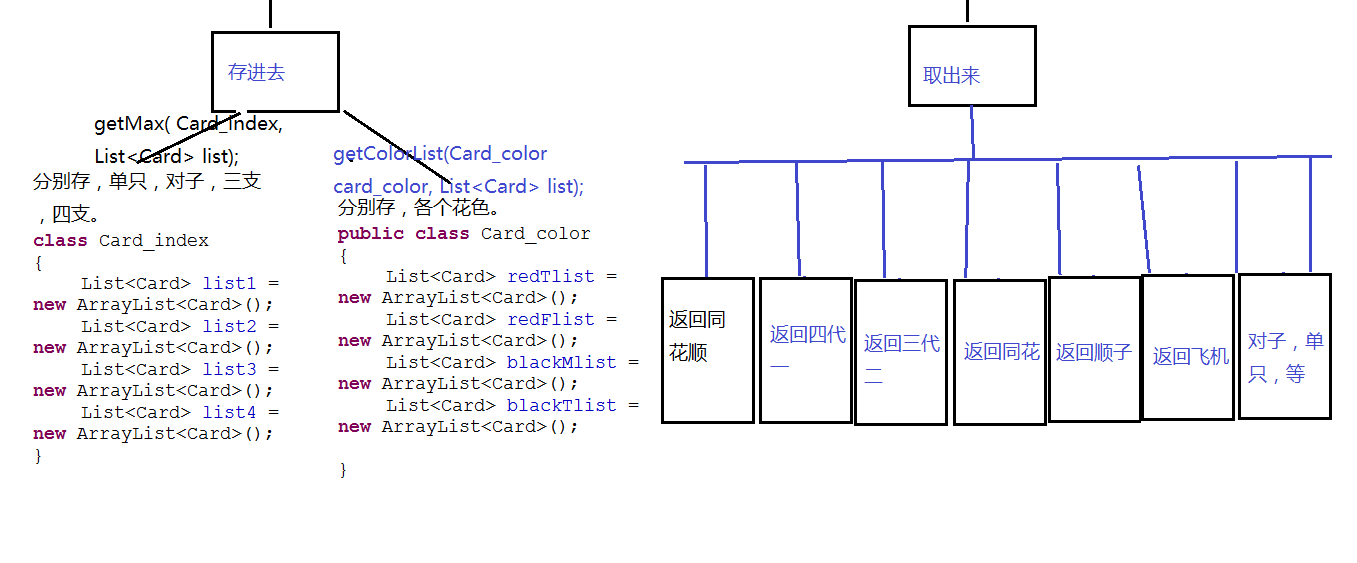 存进去
getMax( Card_index,
List<Card> list);
分别存，单只，对子，三支
，四支。
class Card_index
{
List<Card> list1 =
new ArrayList<Card>();
List<Card> list2 =
new ArrayList<Card>();
List<Card> list3 =
new ArrayList<Card>();
List<Card> list4 =
new ArrayList<Card>();
}
getColorList(Card_color
card_color, List<Card> list);
分别存，各个花色。
public class Card_color
{
List<Card> redTlist =
new ArrayList<Card>();
List<Card> redFlist =
new ArrayList<Card>();
List<Card> blackMlist =
new ArrayList<Card>();
List<Card> blackTlist =
new ArrayList<Card>();
}
取出来
返回同
花顺
返回四代
一
返回三代
二
返回同花
返回顺子
返回飞机
对子，单
只，等